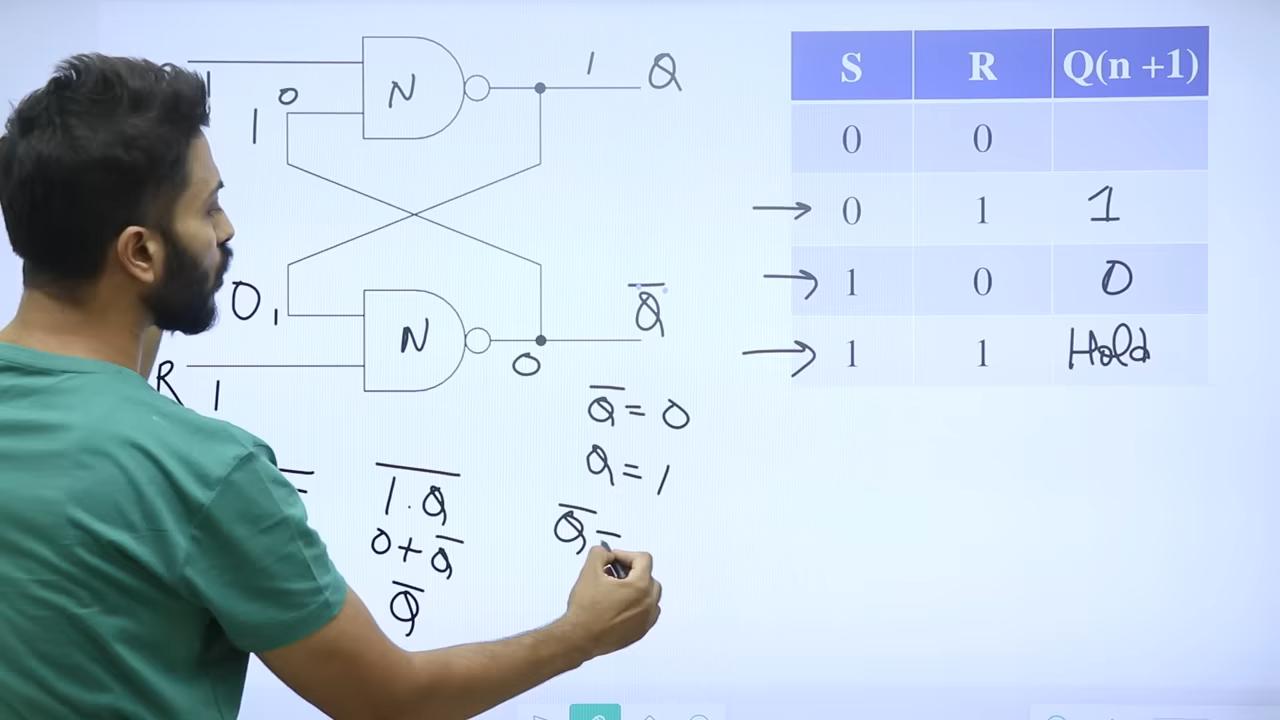 1
N
1
Q
0
1
0
1
N
Q̅
0
R
1
Q̅ = 0
Q = 1
Q̅ =
1.Q
0+Q̅
Q̅
S R Q(n +1)
0 0
0 1 1
1 0 0
1 1 Hold